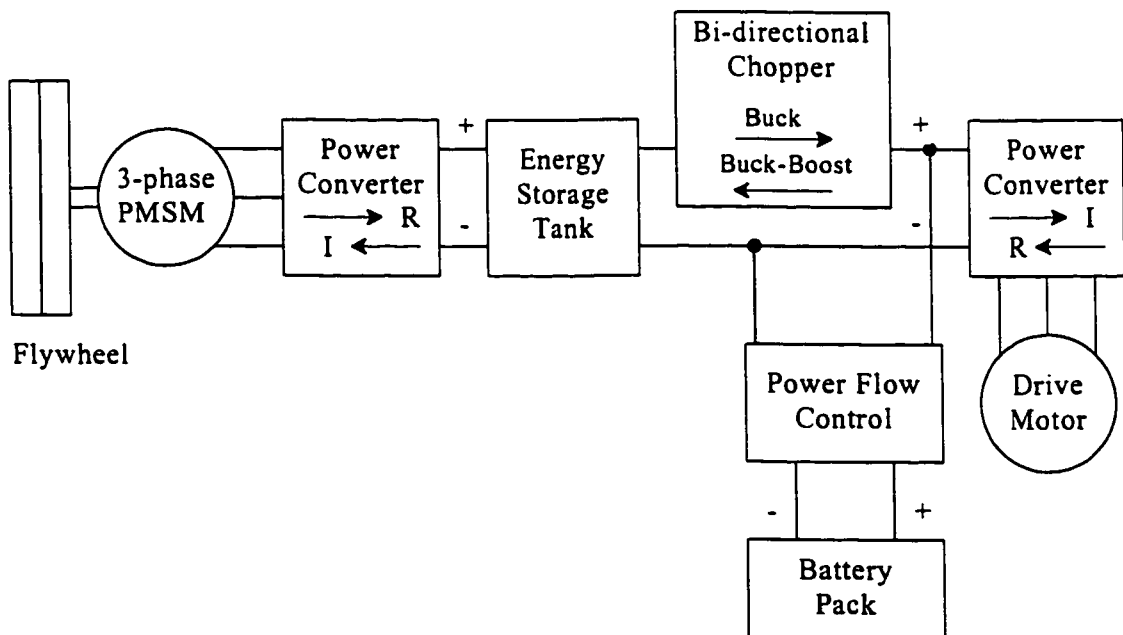 Bi-directional
Chopper
Buck
Buck-Boost
3-phase
PMSM
Power
Converter
R
I
+
-
Energy
Storage
Tank
+
-
Power
Converter
I
R
Flywheel
Power Flow
Control
Drive
Motor
- +
Battery
Pack